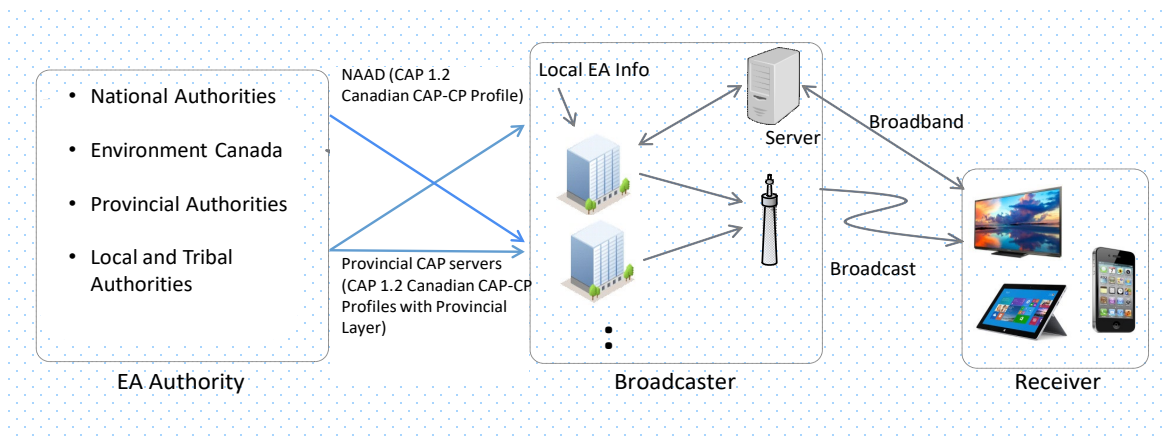 • National Authorities
• Environment Canada
• Provincial Authorities
• Local and Tribal
Authorities
EA Authority
NAAD (CAP 1.2
Canadian CAP-CP Profile)
Provincial CAP servers
(CAP 1.2 Canadian CAP-CP
Profiles with Provincial
Layer)
Local EA Info
Server
Broadcaster
Broadband
Broadcast
Receiver